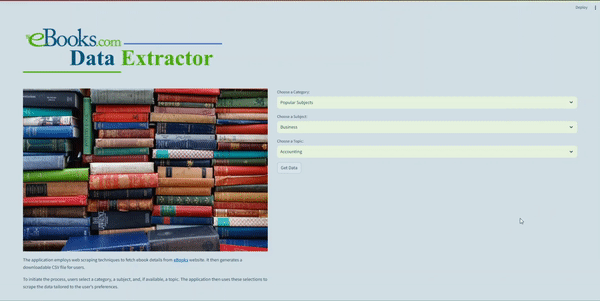 Deploy
eBooks.com
Data Extractor
Choose a Category:
Popular Subjects
Choose a Subject:
Business
Choose a Topic:
Accounting
Get Data
The application employs web scraping techniques to fetch ebook details from eBooks website. It then generates a
downloadable CSV file for users.
To initiate the process, users select a category, a subject, and, if available, a topic. The application then uses these selections to
scrape the data tailored to the user's preferences.